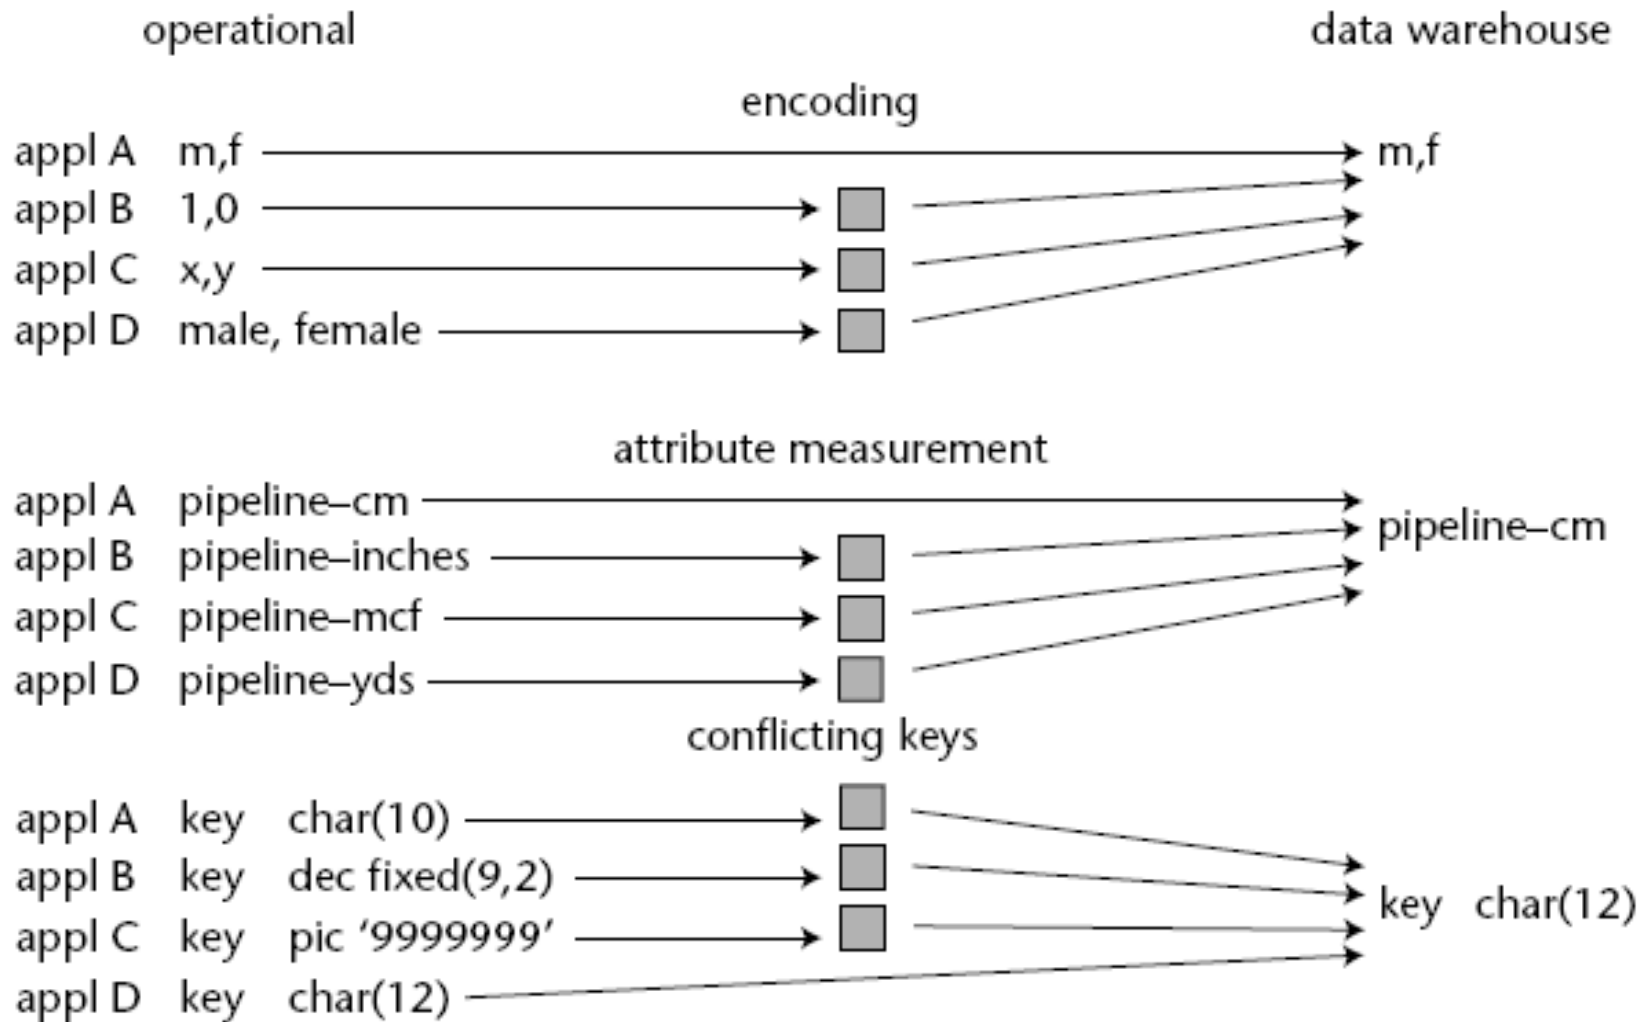 operational data warehouse
encoding
appl A m,f m,f
appl B 1,0
appl C x,y
appl D male, female
attribute measurement
appl A pipeline–cm
pipeline–cm
appl B pipeline–inches
appl C pipeline–mcf
appl D pipeline–yds
conflicting keys
appl A key char(10)
appl B key dec fixed(9,2)
key char(12)
appl C key pic ‘9999999’
appl D key char(12)